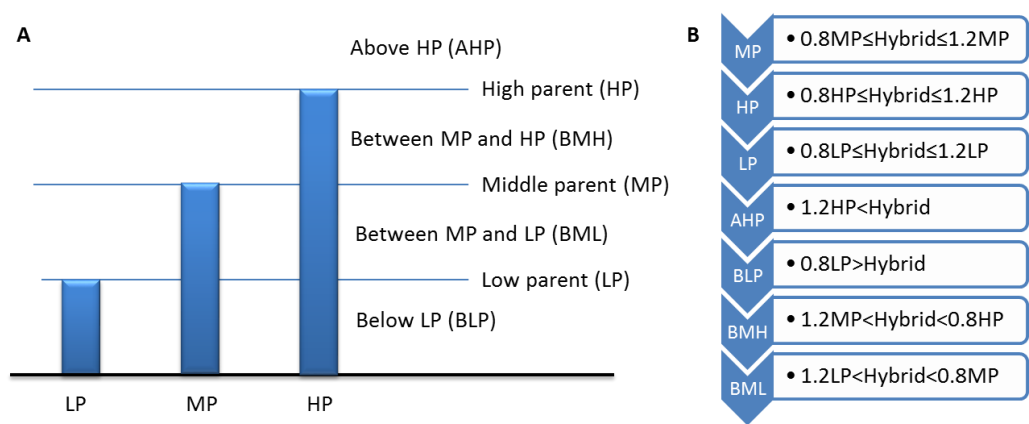 A
Above HP (AHP)
High parent (HP)
Between MP and HP (BMH)
Middle parent (MP)
Between MP and LP (BML)
Low parent (LP)
Below LP (BLP)
LP
MP
HP
B
MP
• 0.8MP≤Hybrid≤1.2MP
HP
• 0.8HP≤Hybrid≤1.2HP
LP
• 0.8LP≤Hybrid≤1.2LP
AHP
• 1.2HP<Hybrid
BLP
• 0.8LP>Hybrid
BMH
• 1.2MP<Hybrid<0.8HP
BML
• 1.2LP<Hybrid<0.8MP